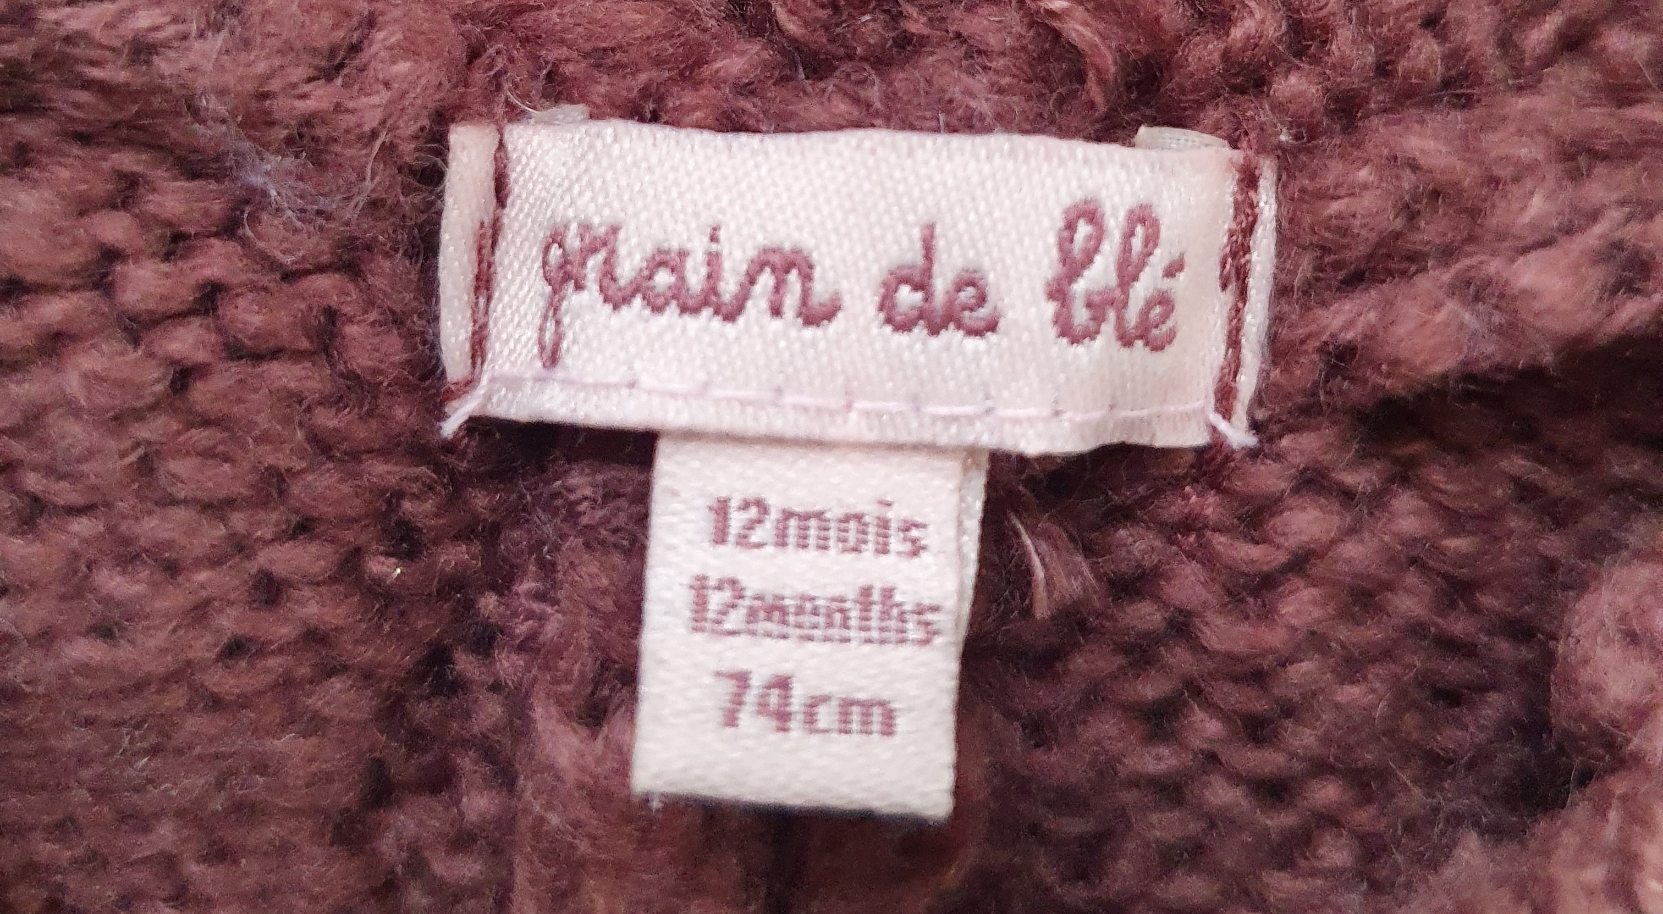 grain de blé
12mois
12months
74cm